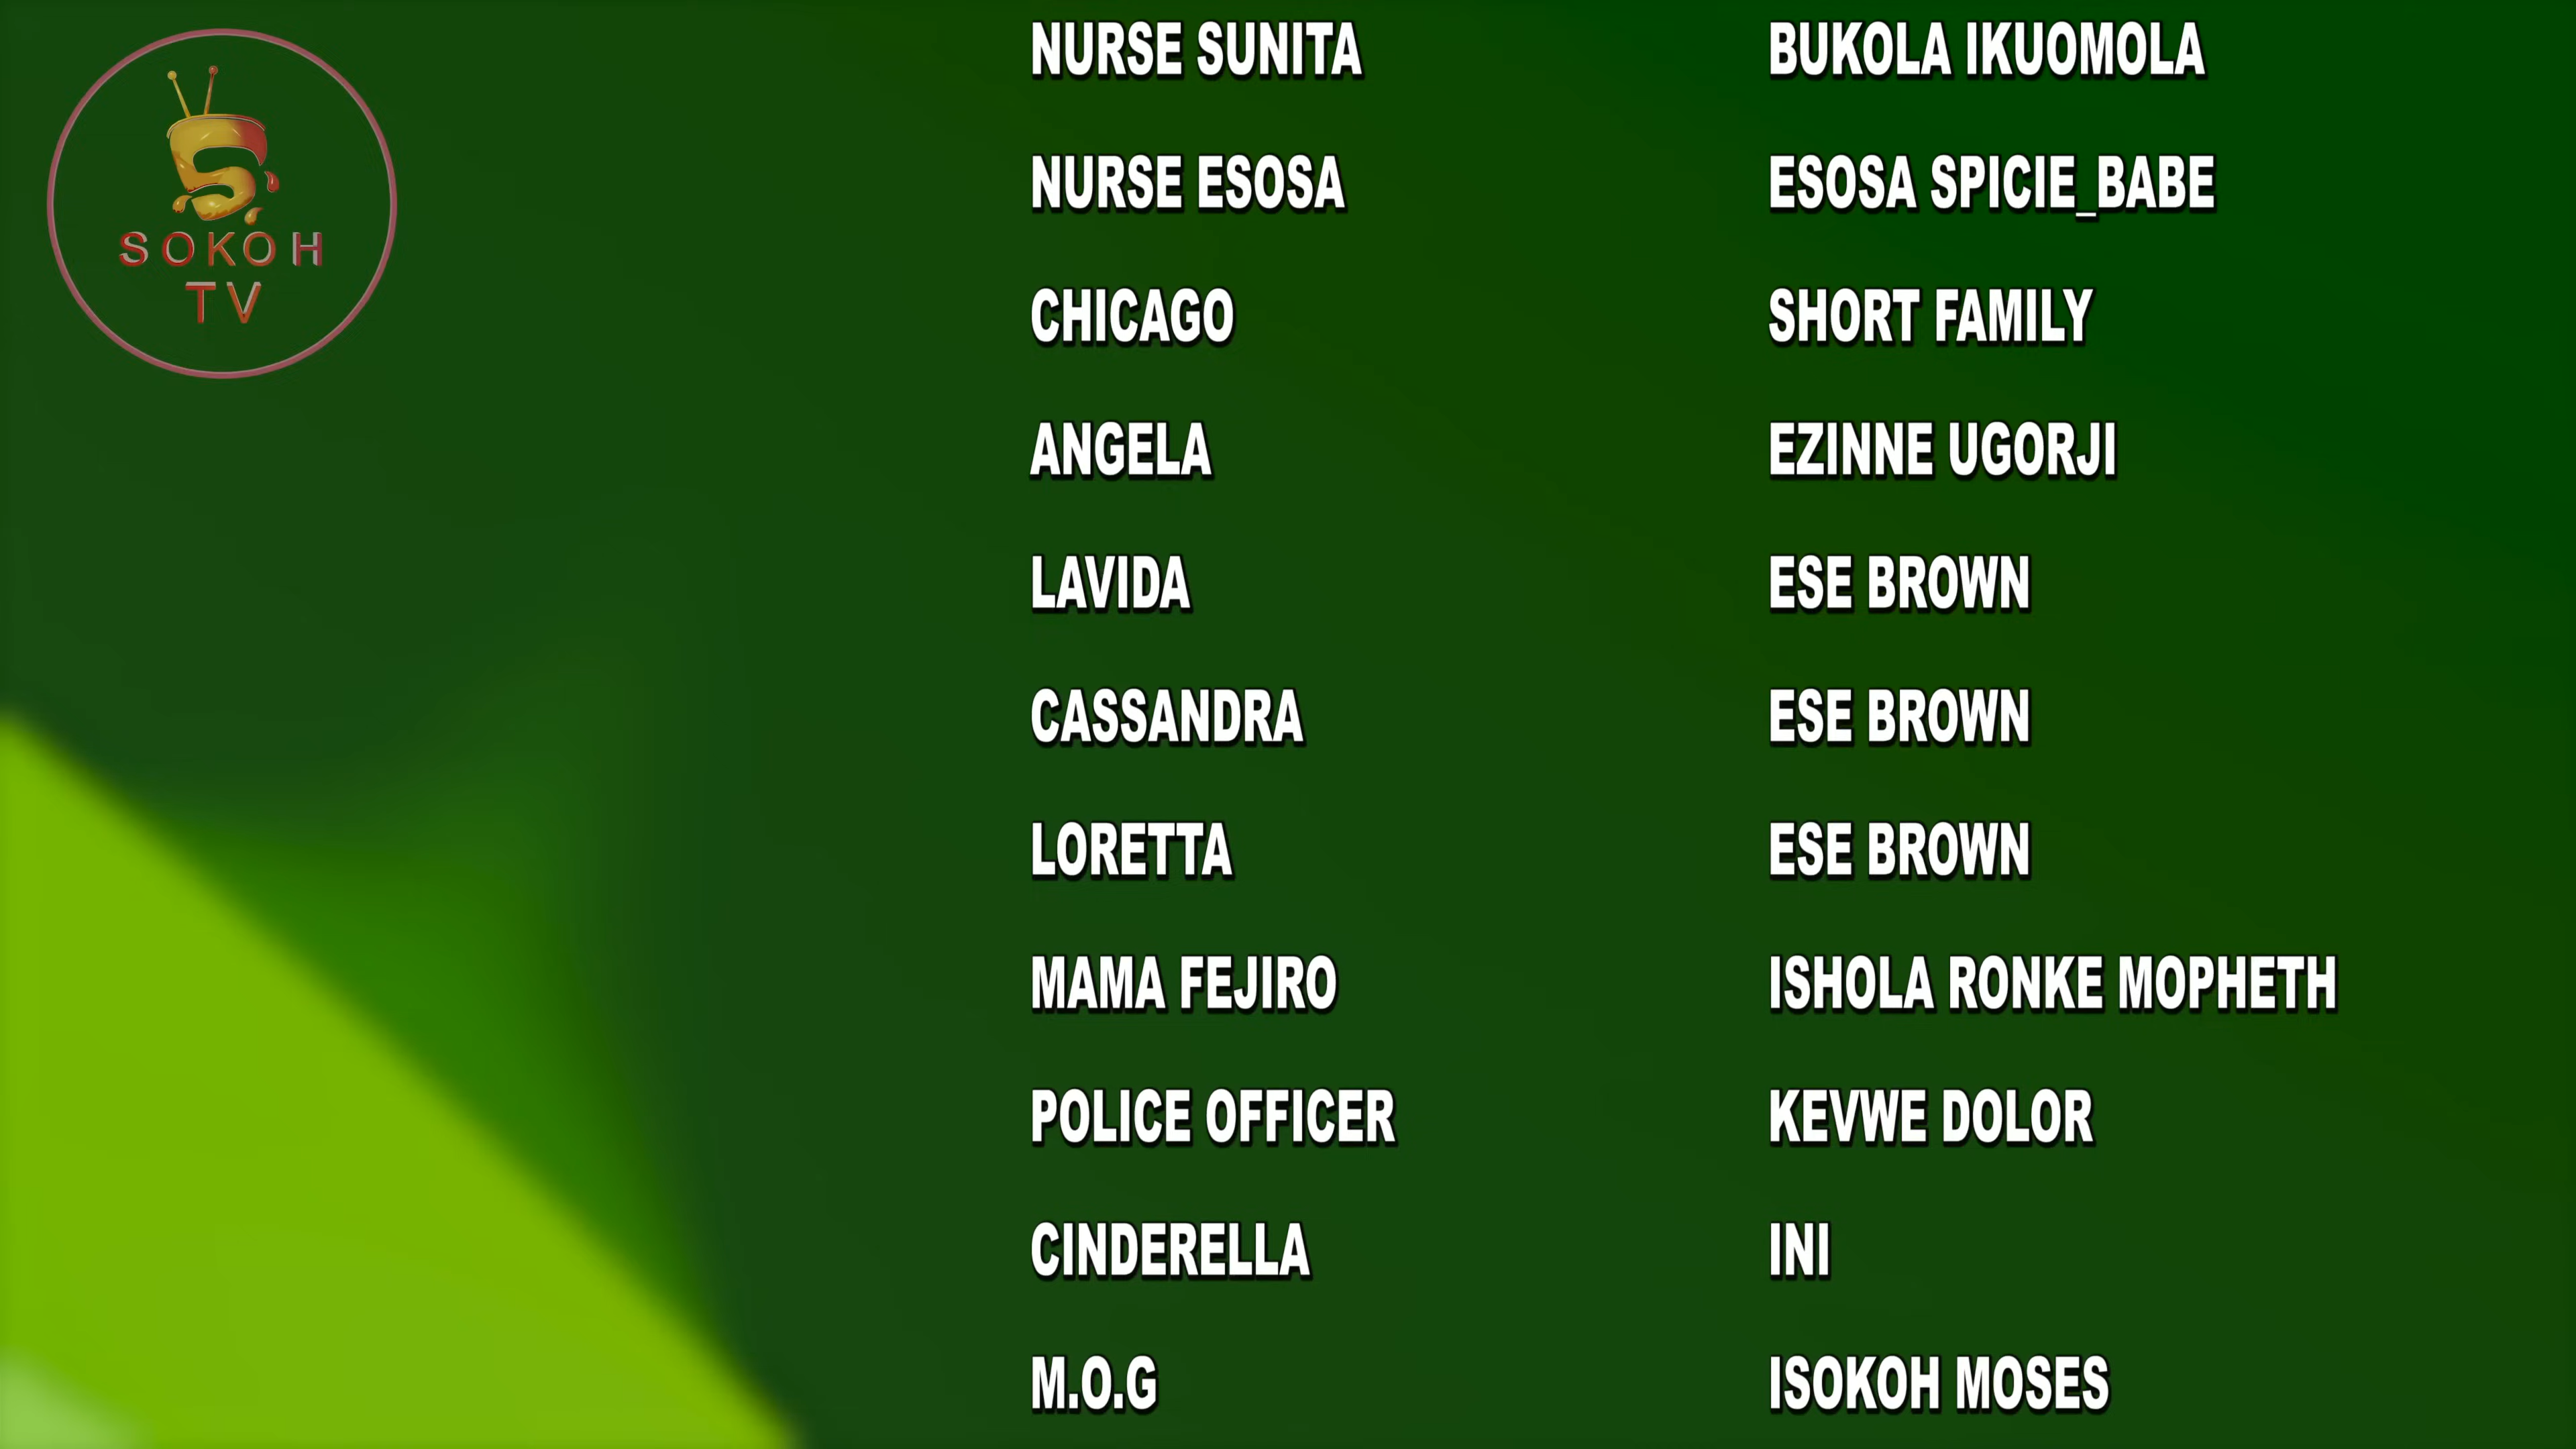 SOKOH
TV
NURSE SUNITA BUKOLA IKUOMOLA
NURSE ESOSA ESOSA SPICIE_BABE
CHICAGO SHORT FAMILY
ANGELA EZINNE UGORJI
LAVIDA ESE BROWN
CASSANDRA ESE BROWN
LORETTA ESE BROWN
MAMA FEJIRO ISHOLA RONKE MOPHETH
POLICE OFFICER KEVWE DOLOR
CINDERELLA INI
M.O.G ISOKOH MOSES